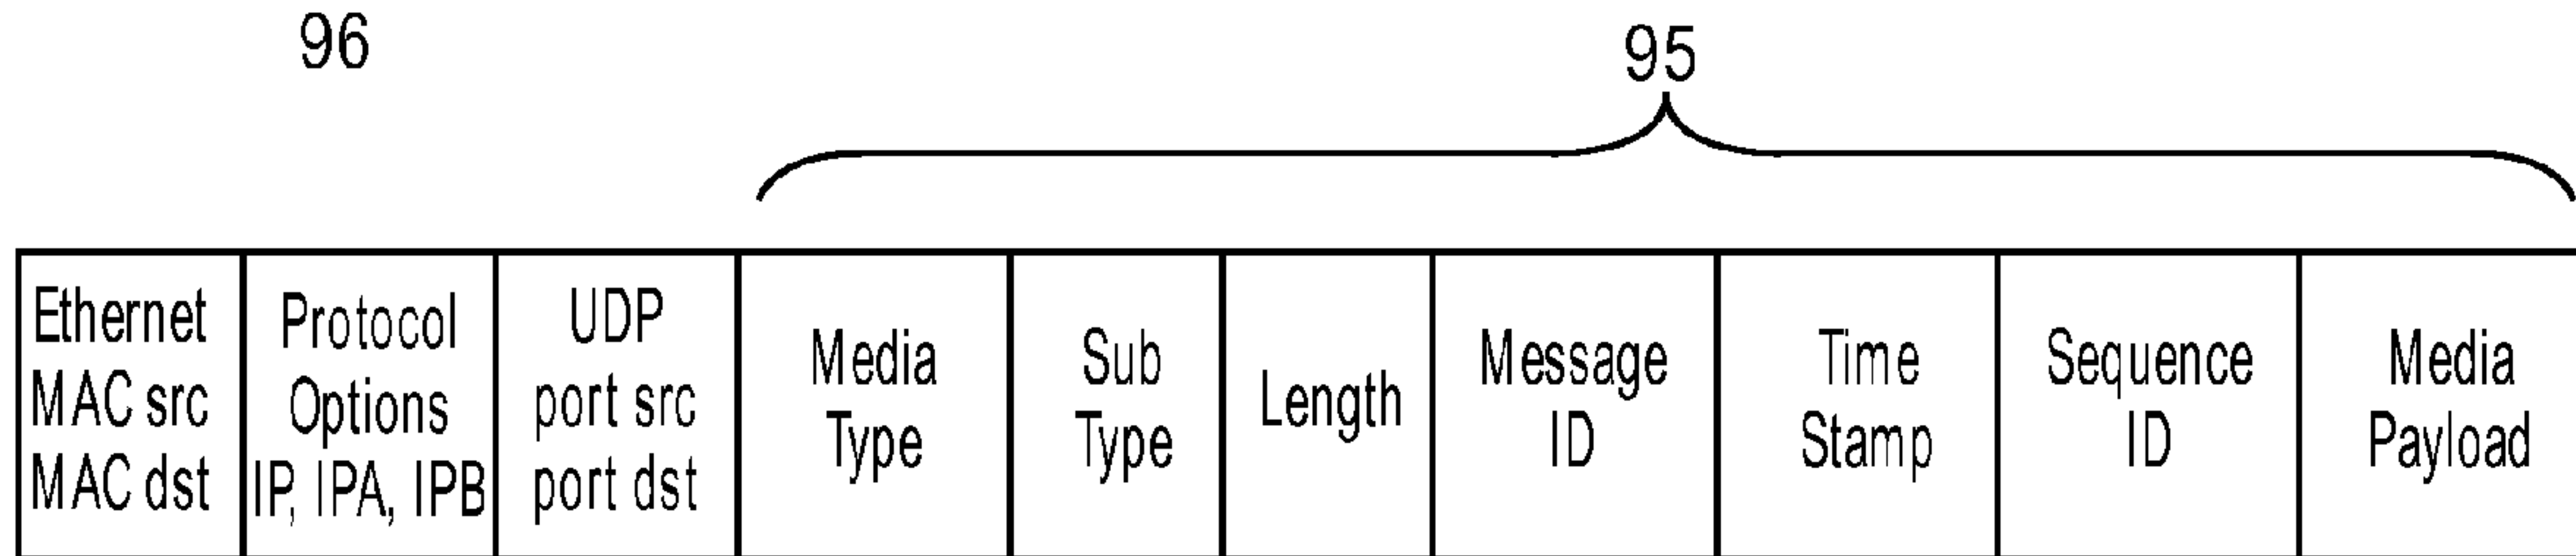 96
95
Ethernet
MAC src
MAC dst
Protocol
Options
IP, IPA, IPB
UDP
port src
port dst
Media
Type
Sub
Type
Length
Message
ID
Time
Stamp
Sequence
ID
Media
Payload